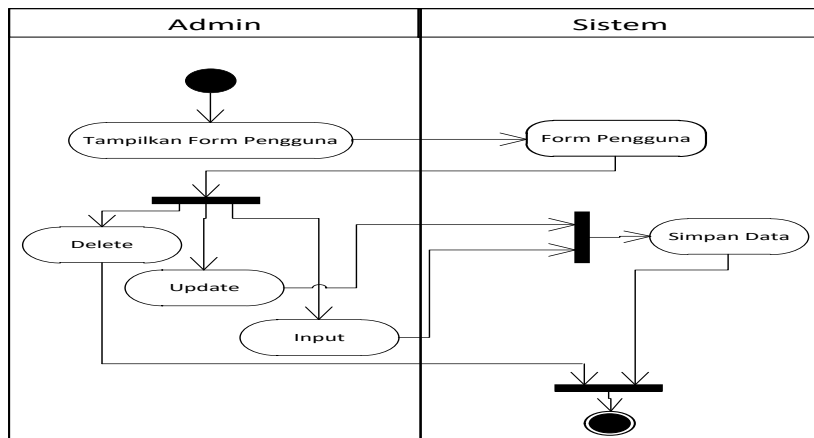 Admin
Sistem
Tampilkan Form Pengguna
Form Pengguna
Delete
Simpan Data
Update
Input